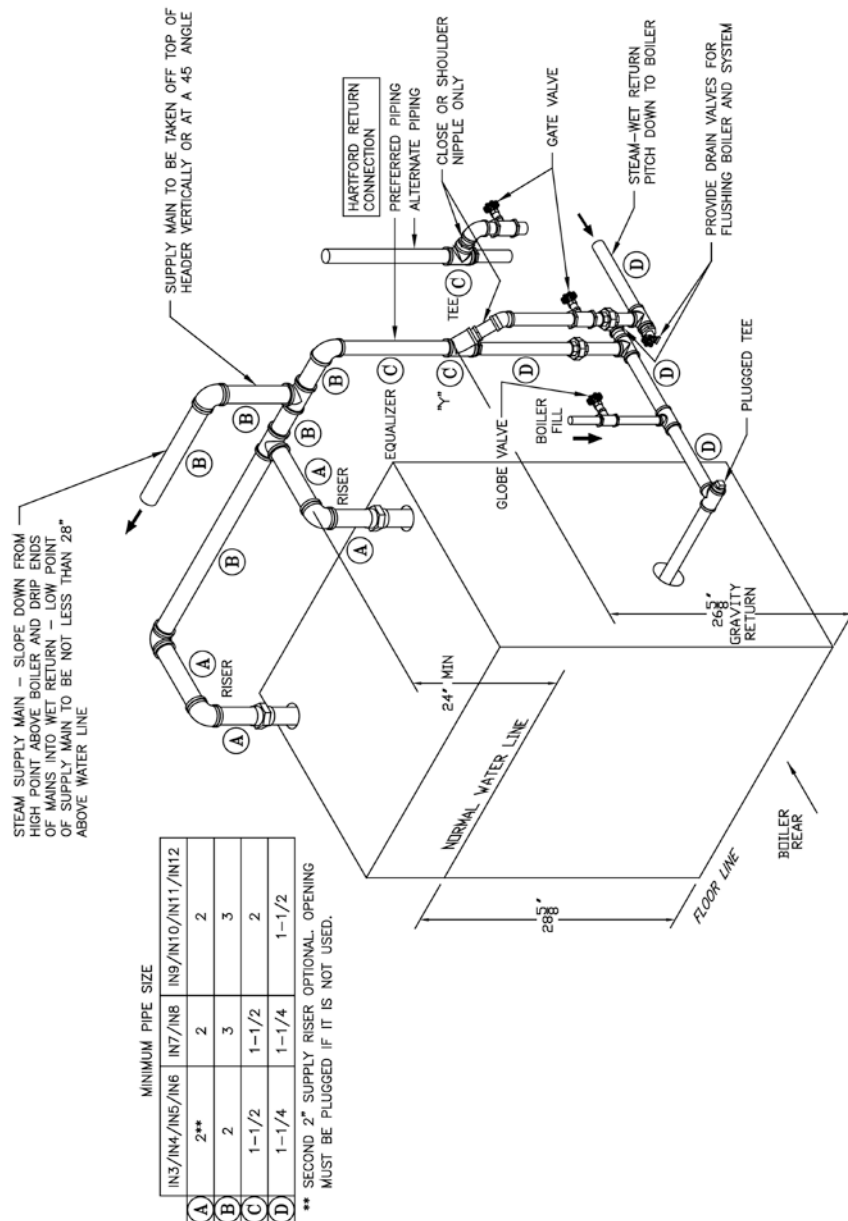 STEAM SUPPLY MAIN – SLOPE DOWN FROM
HIGH POINT ABOVE BOILER AND DRIP ENDS
OF MAINS INTO WET RETURN – LOW POINT
OF SUPPLY MAIN TO BE NOT LESS THAN 28"
ABOVE WATER LINE
SUPPLY MAIN TO BE TAKEN OFF TOP OF
HEADER VERTICALLY OR AT A 45 ANGLE
MINIMUM PIPE SIZE
IN3/IN4/IN5/IN6 IN7/IN8 IN9/IN10/IN11/IN12
A 2** 2 2
B 2 3 3
C 1-1/2 1-1/2 2
D 1-1/4 1-1/4 1-1/2
** SECOND 2" SUPPLY RISER OPTIONAL. OPENING
MUST BE PLUGGED IF IT IS NOT USED.
B
B
B
B
B
A
RISER
A
A
RISER
A
HARTFORD RETURN
CONNECTION
PREFERRED PIPING
ALTERNATE PIPING
CLOSE OR SHOULDER
NIPPLE ONLY
GATE VALVE
EQUALIZER
C
TEE
C
"Y"
C
D
GLOBE VALVE
BOILER
FILL
STEAM–WET RETURN
PITCH DOWN TO BOILER
D
D
D
PROVIDE DRAIN VALVES FOR
FLUSHING BOILER AND SYSTEM
PLUGGED TEE
24" MIN
NORMAL WATER LINE
28 5/8"
26 5/8"
GRAVITY
RETURN
FLOOR LINE
BOILER
REAR